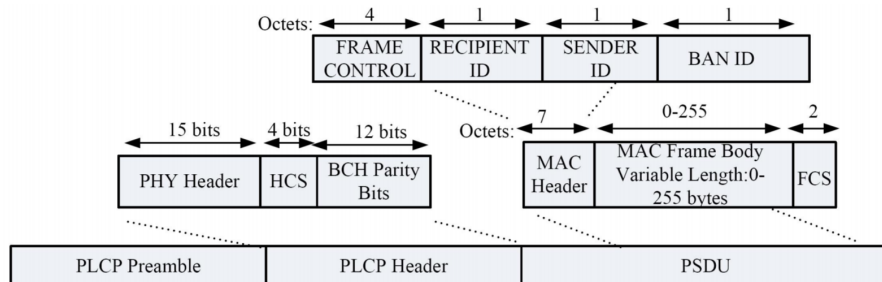 Octets: 4 1 1 1
FRAME CONTROL RECIPIENT ID SENDER ID BAN ID
15 bits 4 bits 12 bits
Octets: 7 0-255 2
PHY Header HCS BCH Parity Bits
MAC Header MAC Frame Body Variable Length:0-255 bytes FCS
PLCP Preamble PLCP Header PSDU